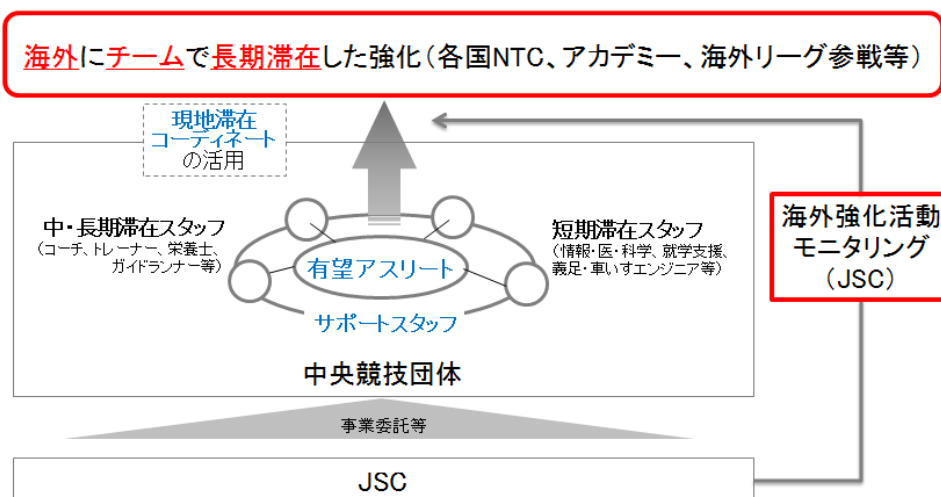 海外にチームで長期滞在した強化（各国NTC、アカデミー、海外リーグ参戦等）
現地滞在
コーディネート
の活用
中・長期滞在スタッフ
（コーチ、トレーナー、栄養士、
ガイドランナー等）
短期滞在スタッフ
（情報・医・科学、就学支援、
義足・車いすエンジニア等）
有望アスリート
サポートスタッフ
中央競技団体
海外強化活動
モニタリング
（JSC）
事業委託等
JSC